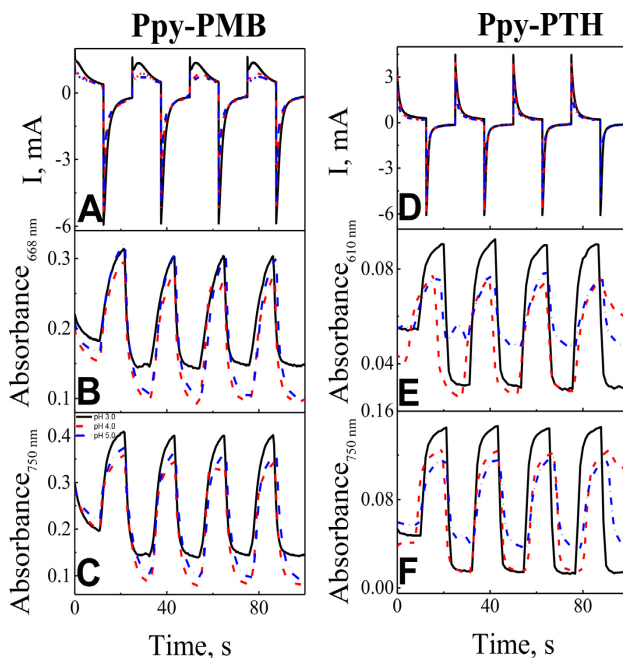 Ppy-PMB
Ppy-PTH
I, mA
0
-3
-6
A
I, mA
3
0
-3
-6
D
Absorbance668 nm
0.3
0.2
0.1
B
Absorbance610 nm
0.08
0.04
E
Absorbance750 nm
0.4
0.3
0.2
0.1
pH 3.0
pH 4.0
pH 5.0
C
Absorbance750 nm
0.16
0.08
0.00
F
0 40 80
0 40 80
Time, s
Time, s